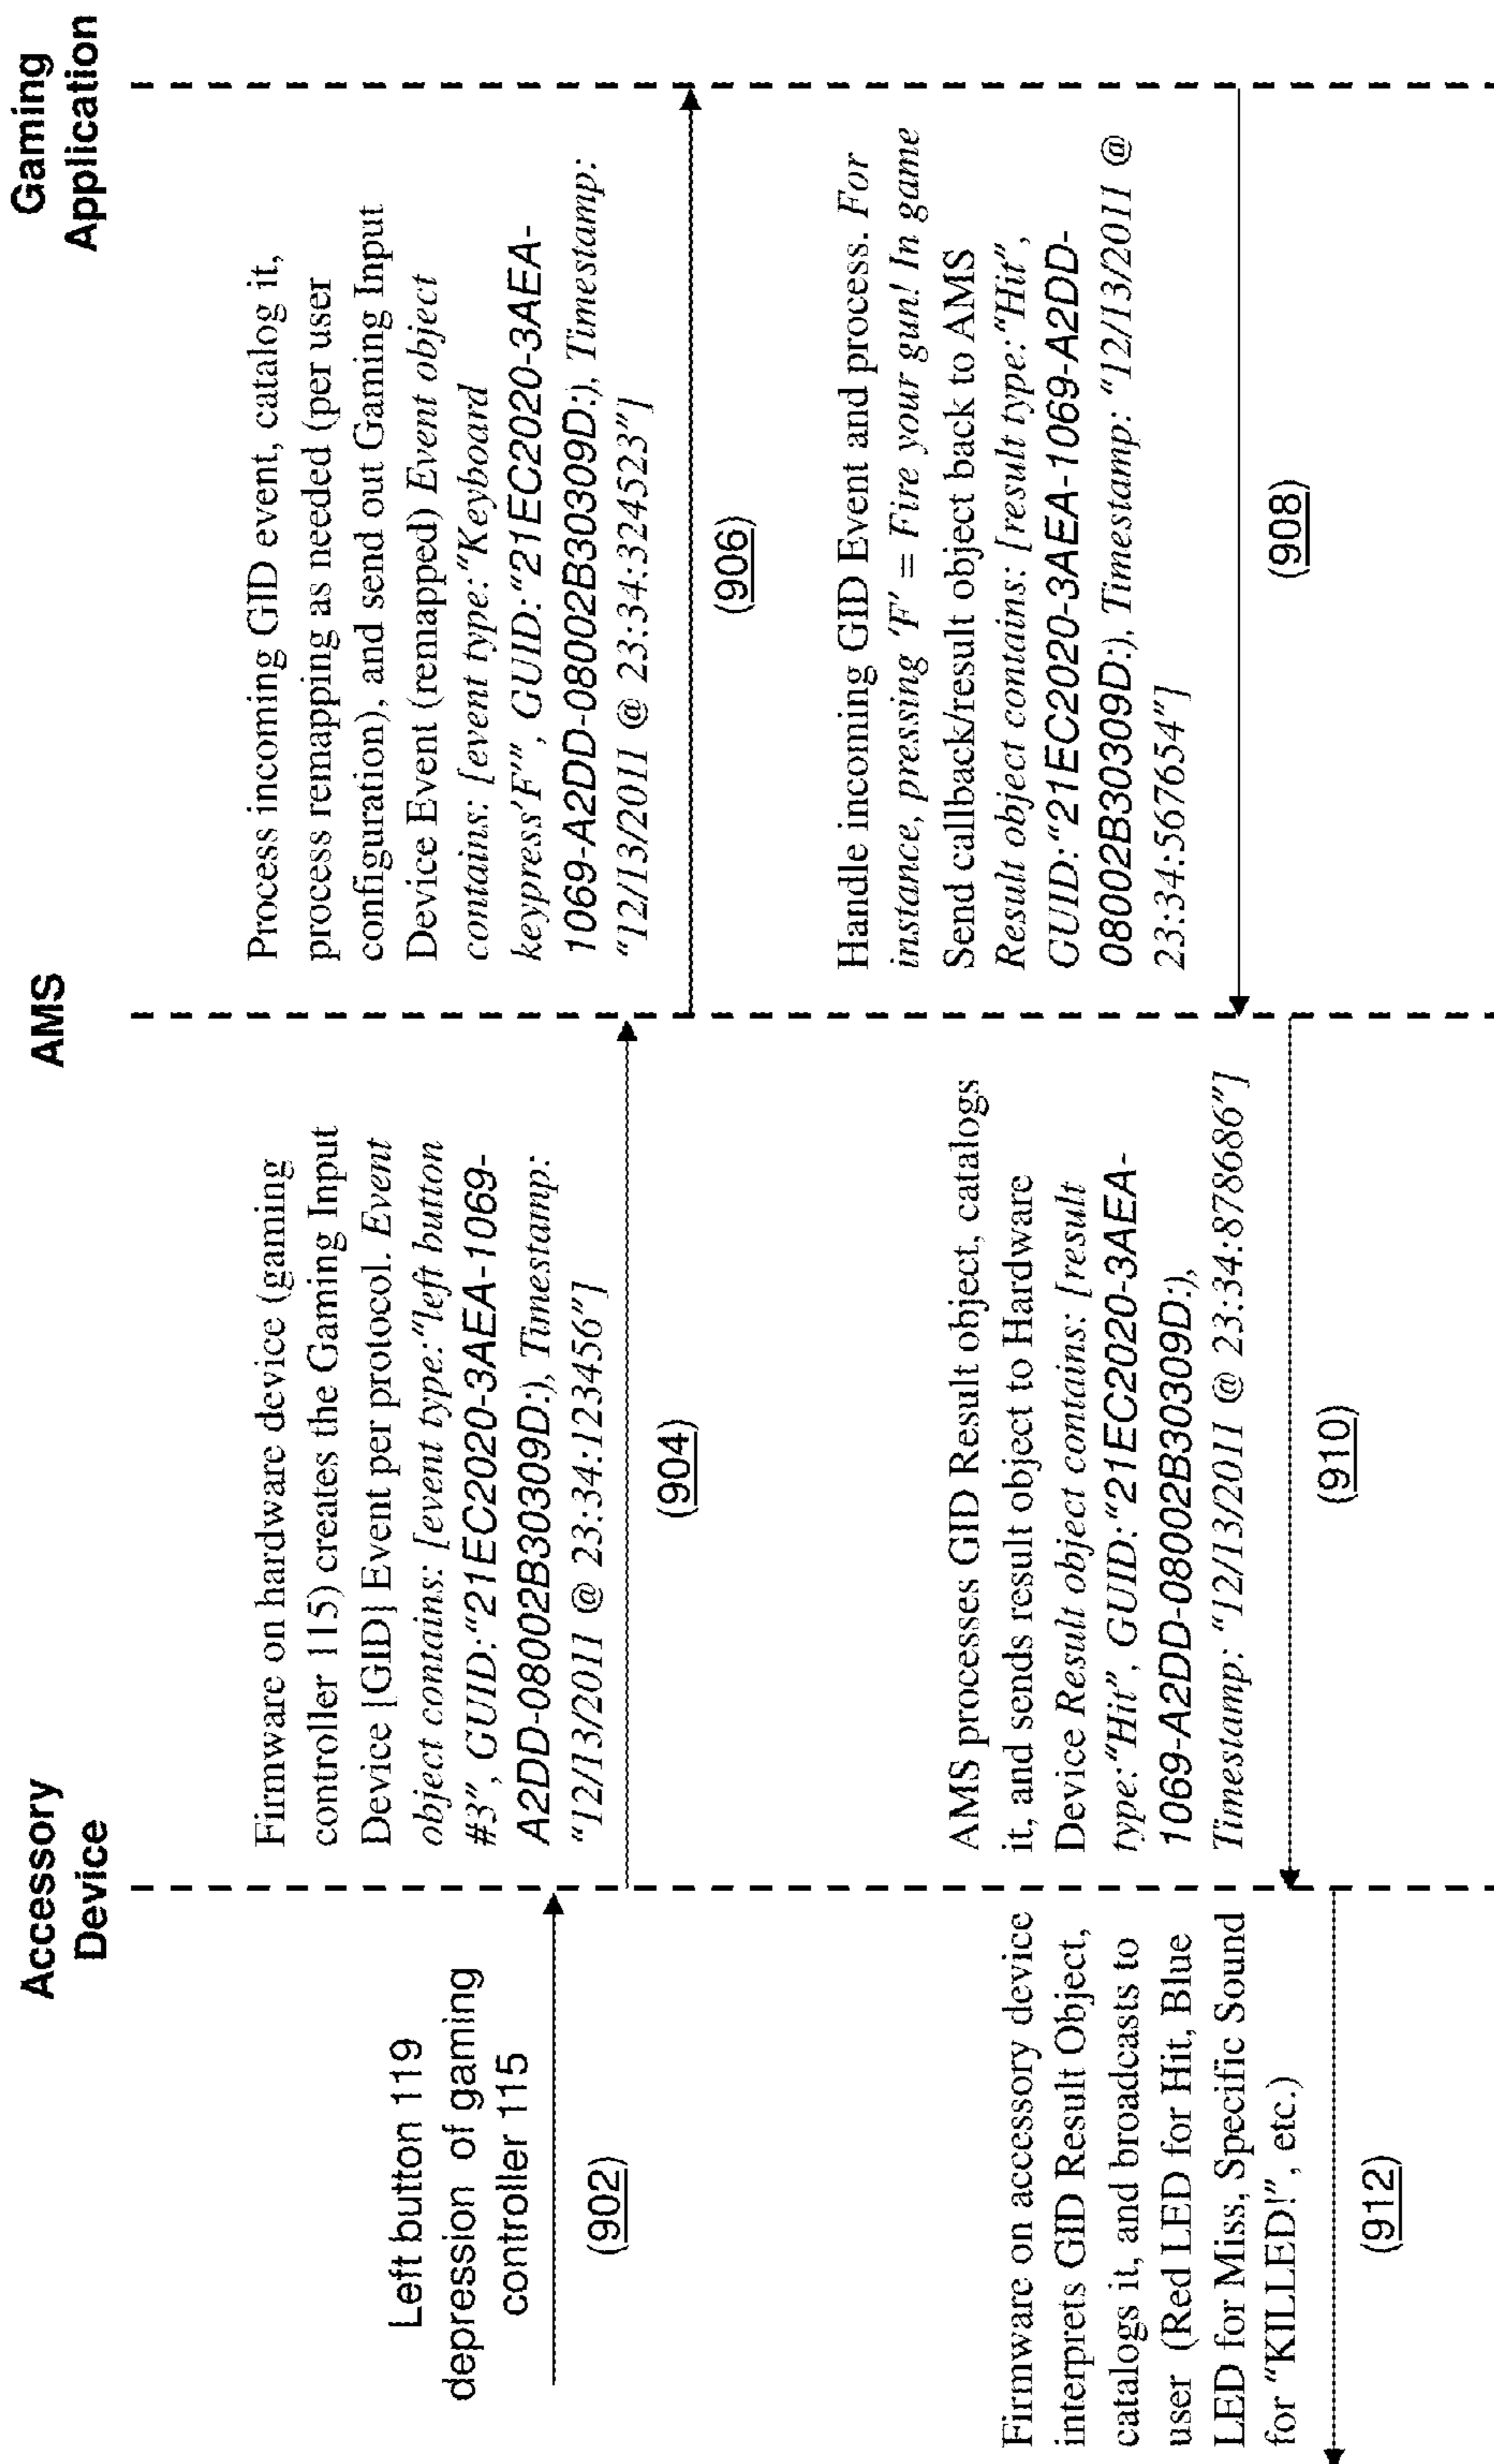 Accessory
Device
AMS
Gaming
Application
Left button 119
depression of gaming
controller 115
(902)
Firmware on hardware device (gaming
controller 115) creates the Gaming Input
Device [GID] Event per protocol. Event
object contains: [event type:"left button
#3", GUID:"21EC2020-3AEA-1069-
A2DD-08002B30309D:), Timestamp:
"12/13/2011 @ 23:34:123456"]
(904)
Process incoming GID event, catalog it,
process remapping as needed (per user
configuration), and send out Gaming Input
Device Event (remapped) Event object
contains: [event type:"Keyboard
keypress'F'", GUID:"21EC2020-3AEA-
1069-A2DD-08002B30309D:), Timestamp:
"12/13/2011 @ 23:34:324523"]
(906)
Handle incoming GID Event and process. For
instance, pressing 'F' = Fire your gun! In game
Send callback/result object back to AMS
Result object contains: [result type:"Hit",
GUID:"21EC2020-3AEA-1069-A2DD-
08002B30309D:), Timestamp: "12/13/2011 @
23:34:567654"]
(908)
AMS processes GID Result object, catalogs
it, and sends result object to Hardware
Device Result object contains: [result
type:"Hit", GUID:"21EC2020-3AEA-
1069-A2DD-08002B30309D:),
Timestamp: "12/13/2011 @ 23:34:878686"]
(910)
Firmware on accessory device
interprets GID Result Object,
catalogs it, and broadcasts to
user (Red LED for Hit, Blue
LED for Miss, Specific Sound
for "KILLED!", etc.)
(912)